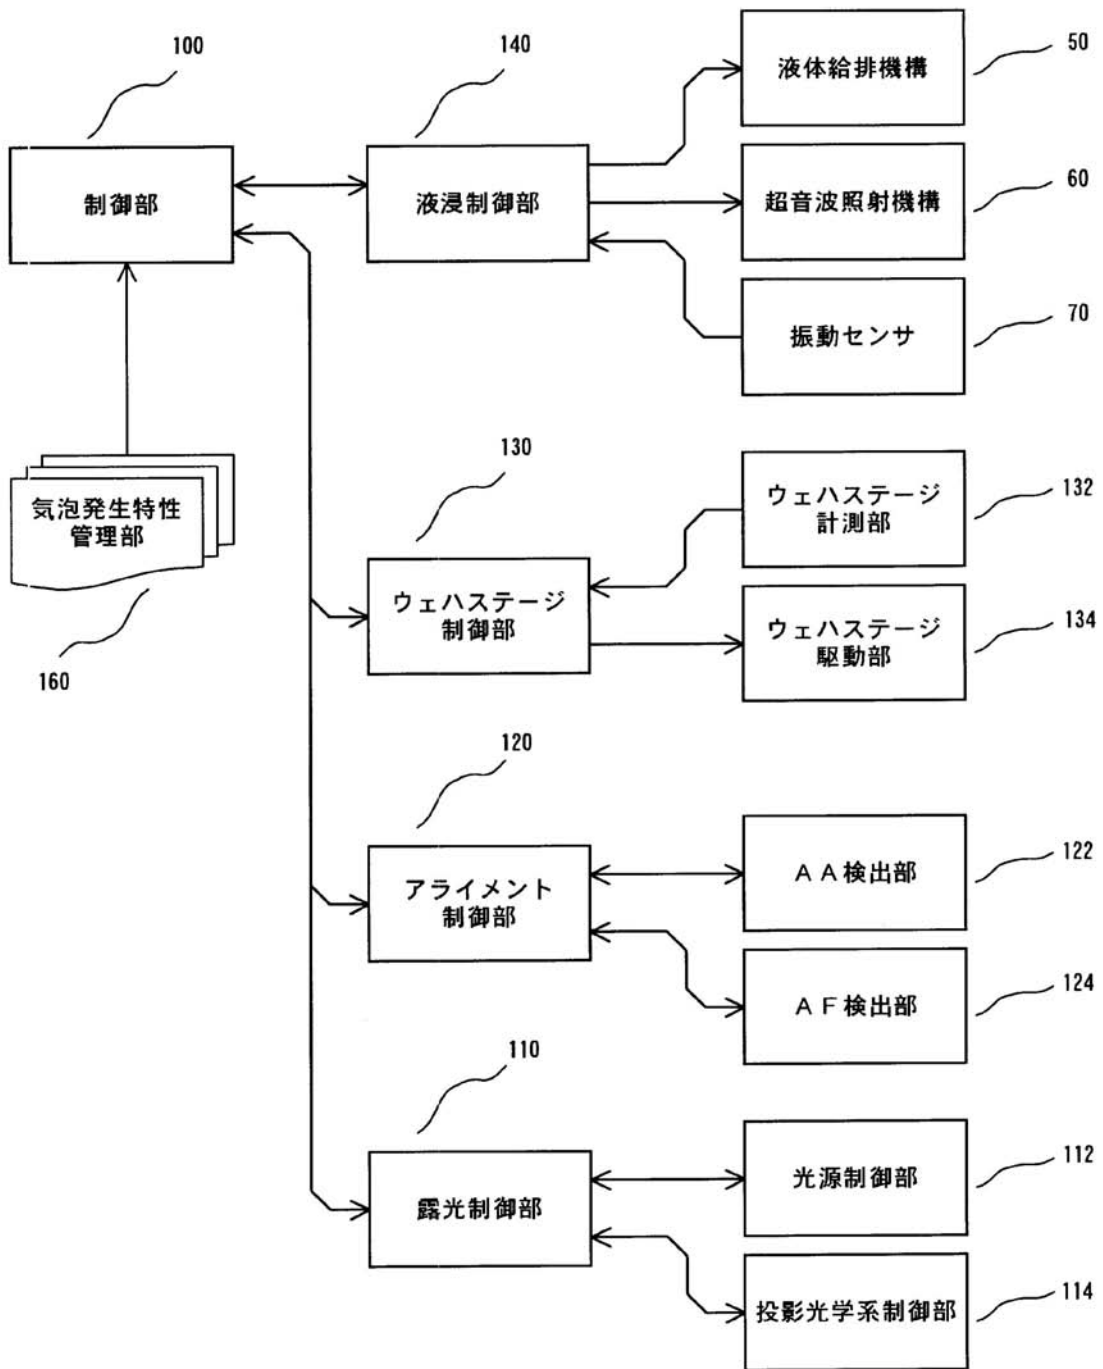 100
制御部
140
液浸制御部
液体給排機構
50
超音波照射機構
60
振動センサ
70
気泡発生特性
管理部
160
130
ウェハステージ
制御部
ウェハステージ
計測部
132
ウェハステージ
駆動部
134
120
アライメント
制御部
AA検出部
122
AF検出部
124
110
露光制御部
光源制御部
112
投影光学系制御部
114